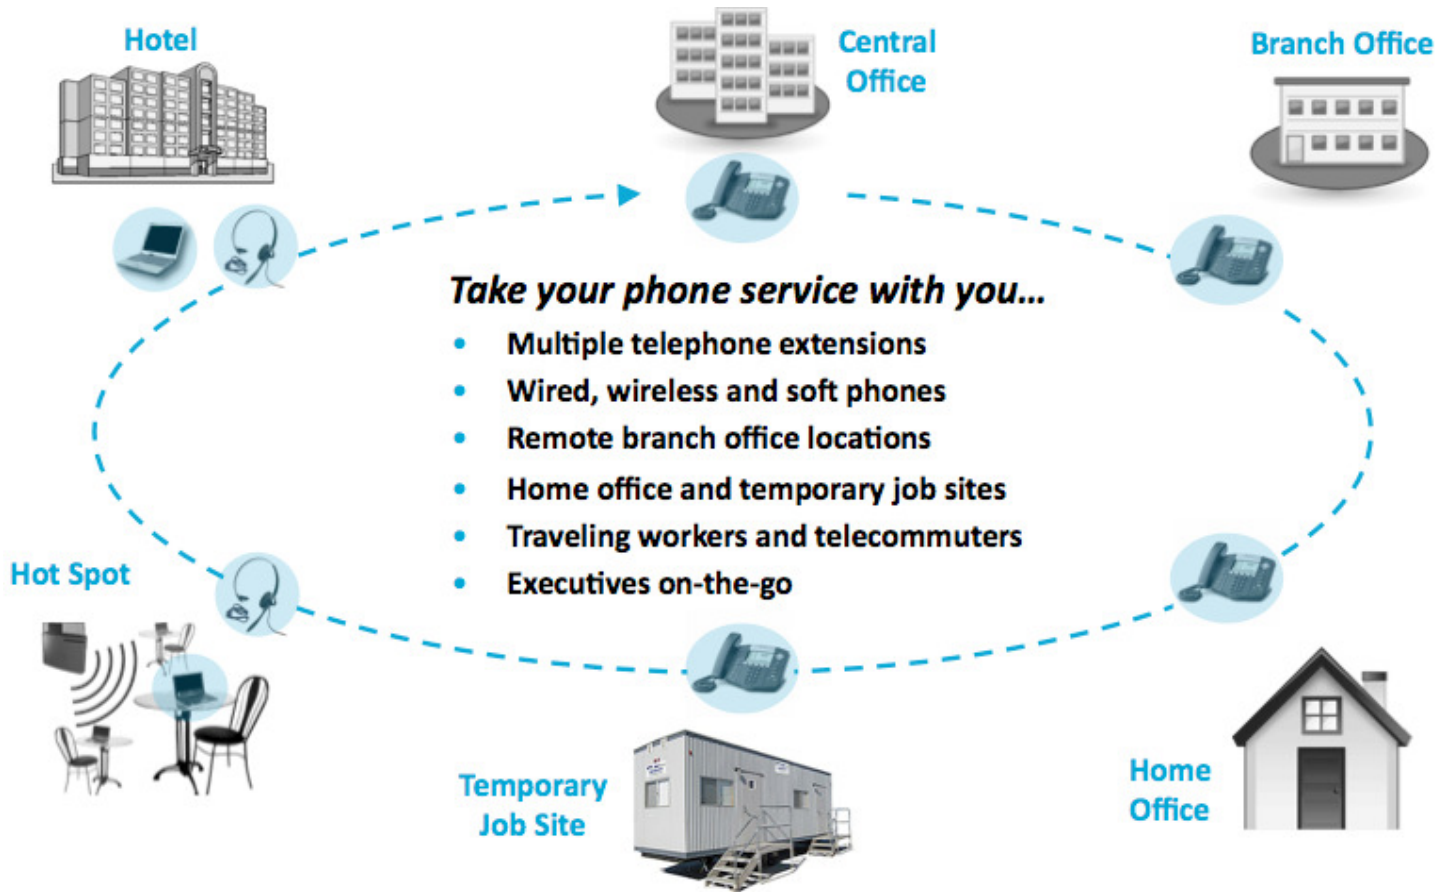 Hotel
Central
Office
Branch Office
Take your phone service with you...
• Multiple telephone extensions
• Wired, wireless and soft phones
• Remote branch office locations
• Home office and temporary job sites
• Traveling workers and telecommuters
• Executives on-the-go
Hot Spot
Temporary
Job Site
Home
Office